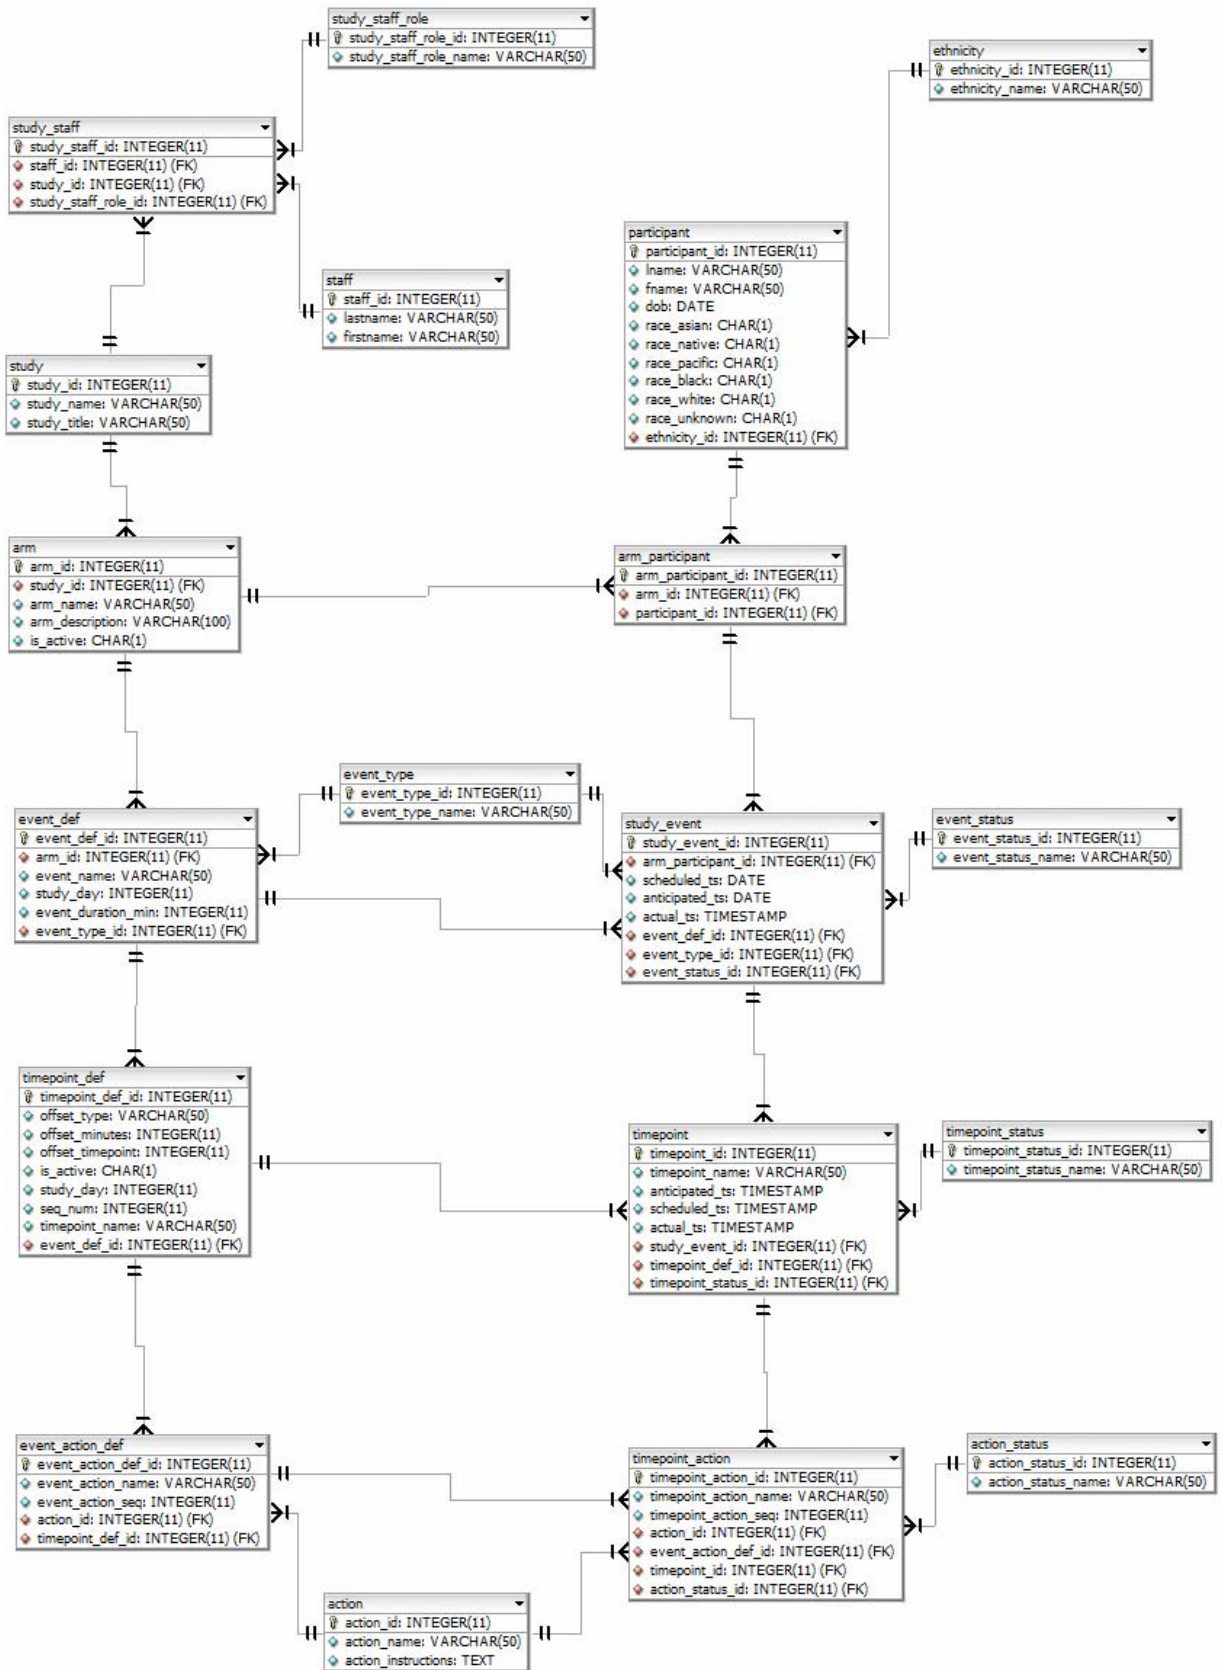 study_staff_role
study_staff_role_id: INTEGER(11)
study_staff_role_name: VARCHAR(50)
ethnicity
ethnicity_id: INTEGER(11)
ethnicity_name: VARCHAR(50)
study_staff
study_staff_id: INTEGER(11)
staff_id: INTEGER(11) (FK)
study_id: INTEGER(11) (FK)
study_staff_role_id: INTEGER(11) (FK)
participant
participant_id: INTEGER(11)
lname: VARCHAR(50)
fname: VARCHAR(50)
dob: DATE
race_asian: CHAR(1)
race_native: CHAR(1)
race_pacific: CHAR(1)
race_black: CHAR(1)
race_white: CHAR(1)
race_unknown: CHAR(1)
ethnicity_id: INTEGER(11) (FK)
staff
staff_id: INTEGER(11)
lastname: VARCHAR(50)
firstname: VARCHAR(50)
study
study_id: INTEGER(11)
study_name: VARCHAR(50)
study_title: VARCHAR(50)
arm
arm_id: INTEGER(11)
study_id: INTEGER(11) (FK)
arm_name: VARCHAR(50)
arm_description: VARCHAR(100)
is_active: CHAR(1)
arm_participant
arm_participant_id: INTEGER(11)
arm_id: INTEGER(11) (FK)
participant_id: INTEGER(11) (FK)
event_type
event_type_id: INTEGER(11)
event_type_name: VARCHAR(50)
event_def
event_def_id: INTEGER(11)
arm_id: INTEGER(11) (FK)
event_name: VARCHAR(50)
study_day: INTEGER(11)
event_duration_min: INTEGER(11)
event_type_id: INTEGER(11) (FK)
study_event
study_event_id: INTEGER(11)
arm_participant_id: INTEGER(11) (FK)
scheduled_ts: DATE
anticipated_ts: DATE
actual_ts: TIMESTAMP
event_def_id: INTEGER(11) (FK)
event_type_id: INTEGER(11) (FK)
event_status_id: INTEGER(11) (FK)
event_status
event_status_id: INTEGER(11)
event_status_name: VARCHAR(50)
timepoint_def
timepoint_def_id: INTEGER(11)
offset_type: VARCHAR(50)
offset_minutes: INTEGER(11)
offset_timepoint: INTEGER(11)
is_active: CHAR(1)
study_day: INTEGER(11)
seq_num: INTEGER(11)
timepoint_name: VARCHAR(50)
event_def_id: INTEGER(11) (FK)
timepoint
timepoint_id: INTEGER(11)
timepoint_name: VARCHAR(50)
anticipated_ts: TIMESTAMP
scheduled_ts: TIMESTAMP
actual_ts: TIMESTAMP
study_event_id: INTEGER(11) (FK)
timepoint_def_id: INTEGER(11) (FK)
timepoint_status_id: INTEGER(11) (FK)
timepoint_status
timepoint_status_id: INTEGER(11)
timepoint_status_name: VARCHAR(50)
event_action_def
event_action_def_id: INTEGER(11)
event_action_name: VARCHAR(50)
event_action_seq: INTEGER(11)
action_id: INTEGER(11) (FK)
timepoint_def_id: INTEGER(11) (FK)
timepoint_action
timepoint_action_id: INTEGER(11)
timepoint_action_name: VARCHAR(50)
timepoint_action_seq: INTEGER(11)
action_id: INTEGER(11) (FK)
event_action_def_id: INTEGER(11) (FK)
timepoint_id: INTEGER(11) (FK)
action_status_id: INTEGER(11) (FK)
action_status
action_status_id: INTEGER(11)
action_status_name: VARCHAR(50)
action
action_id: INTEGER(11)
action_name: VARCHAR(50)
action_instructions: TEXT